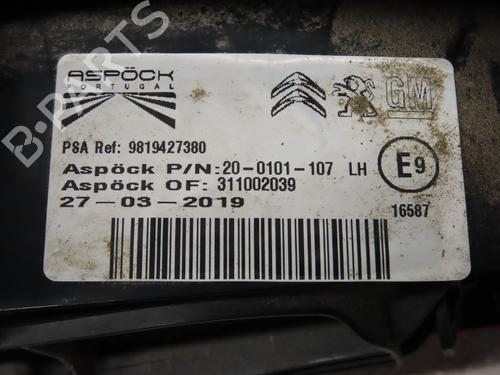 ASPÖCK
PORTUGAL
GM
PSA Ref: 9819427380
Aspöck P/N:20-0101-107 LH
E9
Aspöck OF: 311002039
27-03-2019
16587
B-PARTS